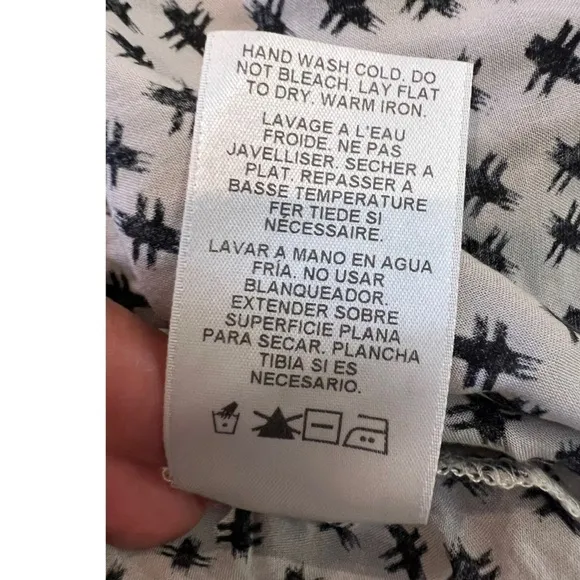 HAND WASH COLD. DO
NOT BLEACH. LAY FLAT
TO DRY. WARM IRON.
LAVAGE A L'EAU
FROIDE. NE PAS
JAVELLISER. SECHER A
PLAT. REPASSER A
BASSE TEMPERATURE
FER TIEDE SI
NÉCESSAIRE.
LAVAR A MANO EN AGUA
FRÍA. NO USAR
BLANQUEADOR.
EXTENDER SOBRE
SUPERFICIE PLANA
PARA SECAR. PLANCHA
TIBIA SI ES
NECESARIO.